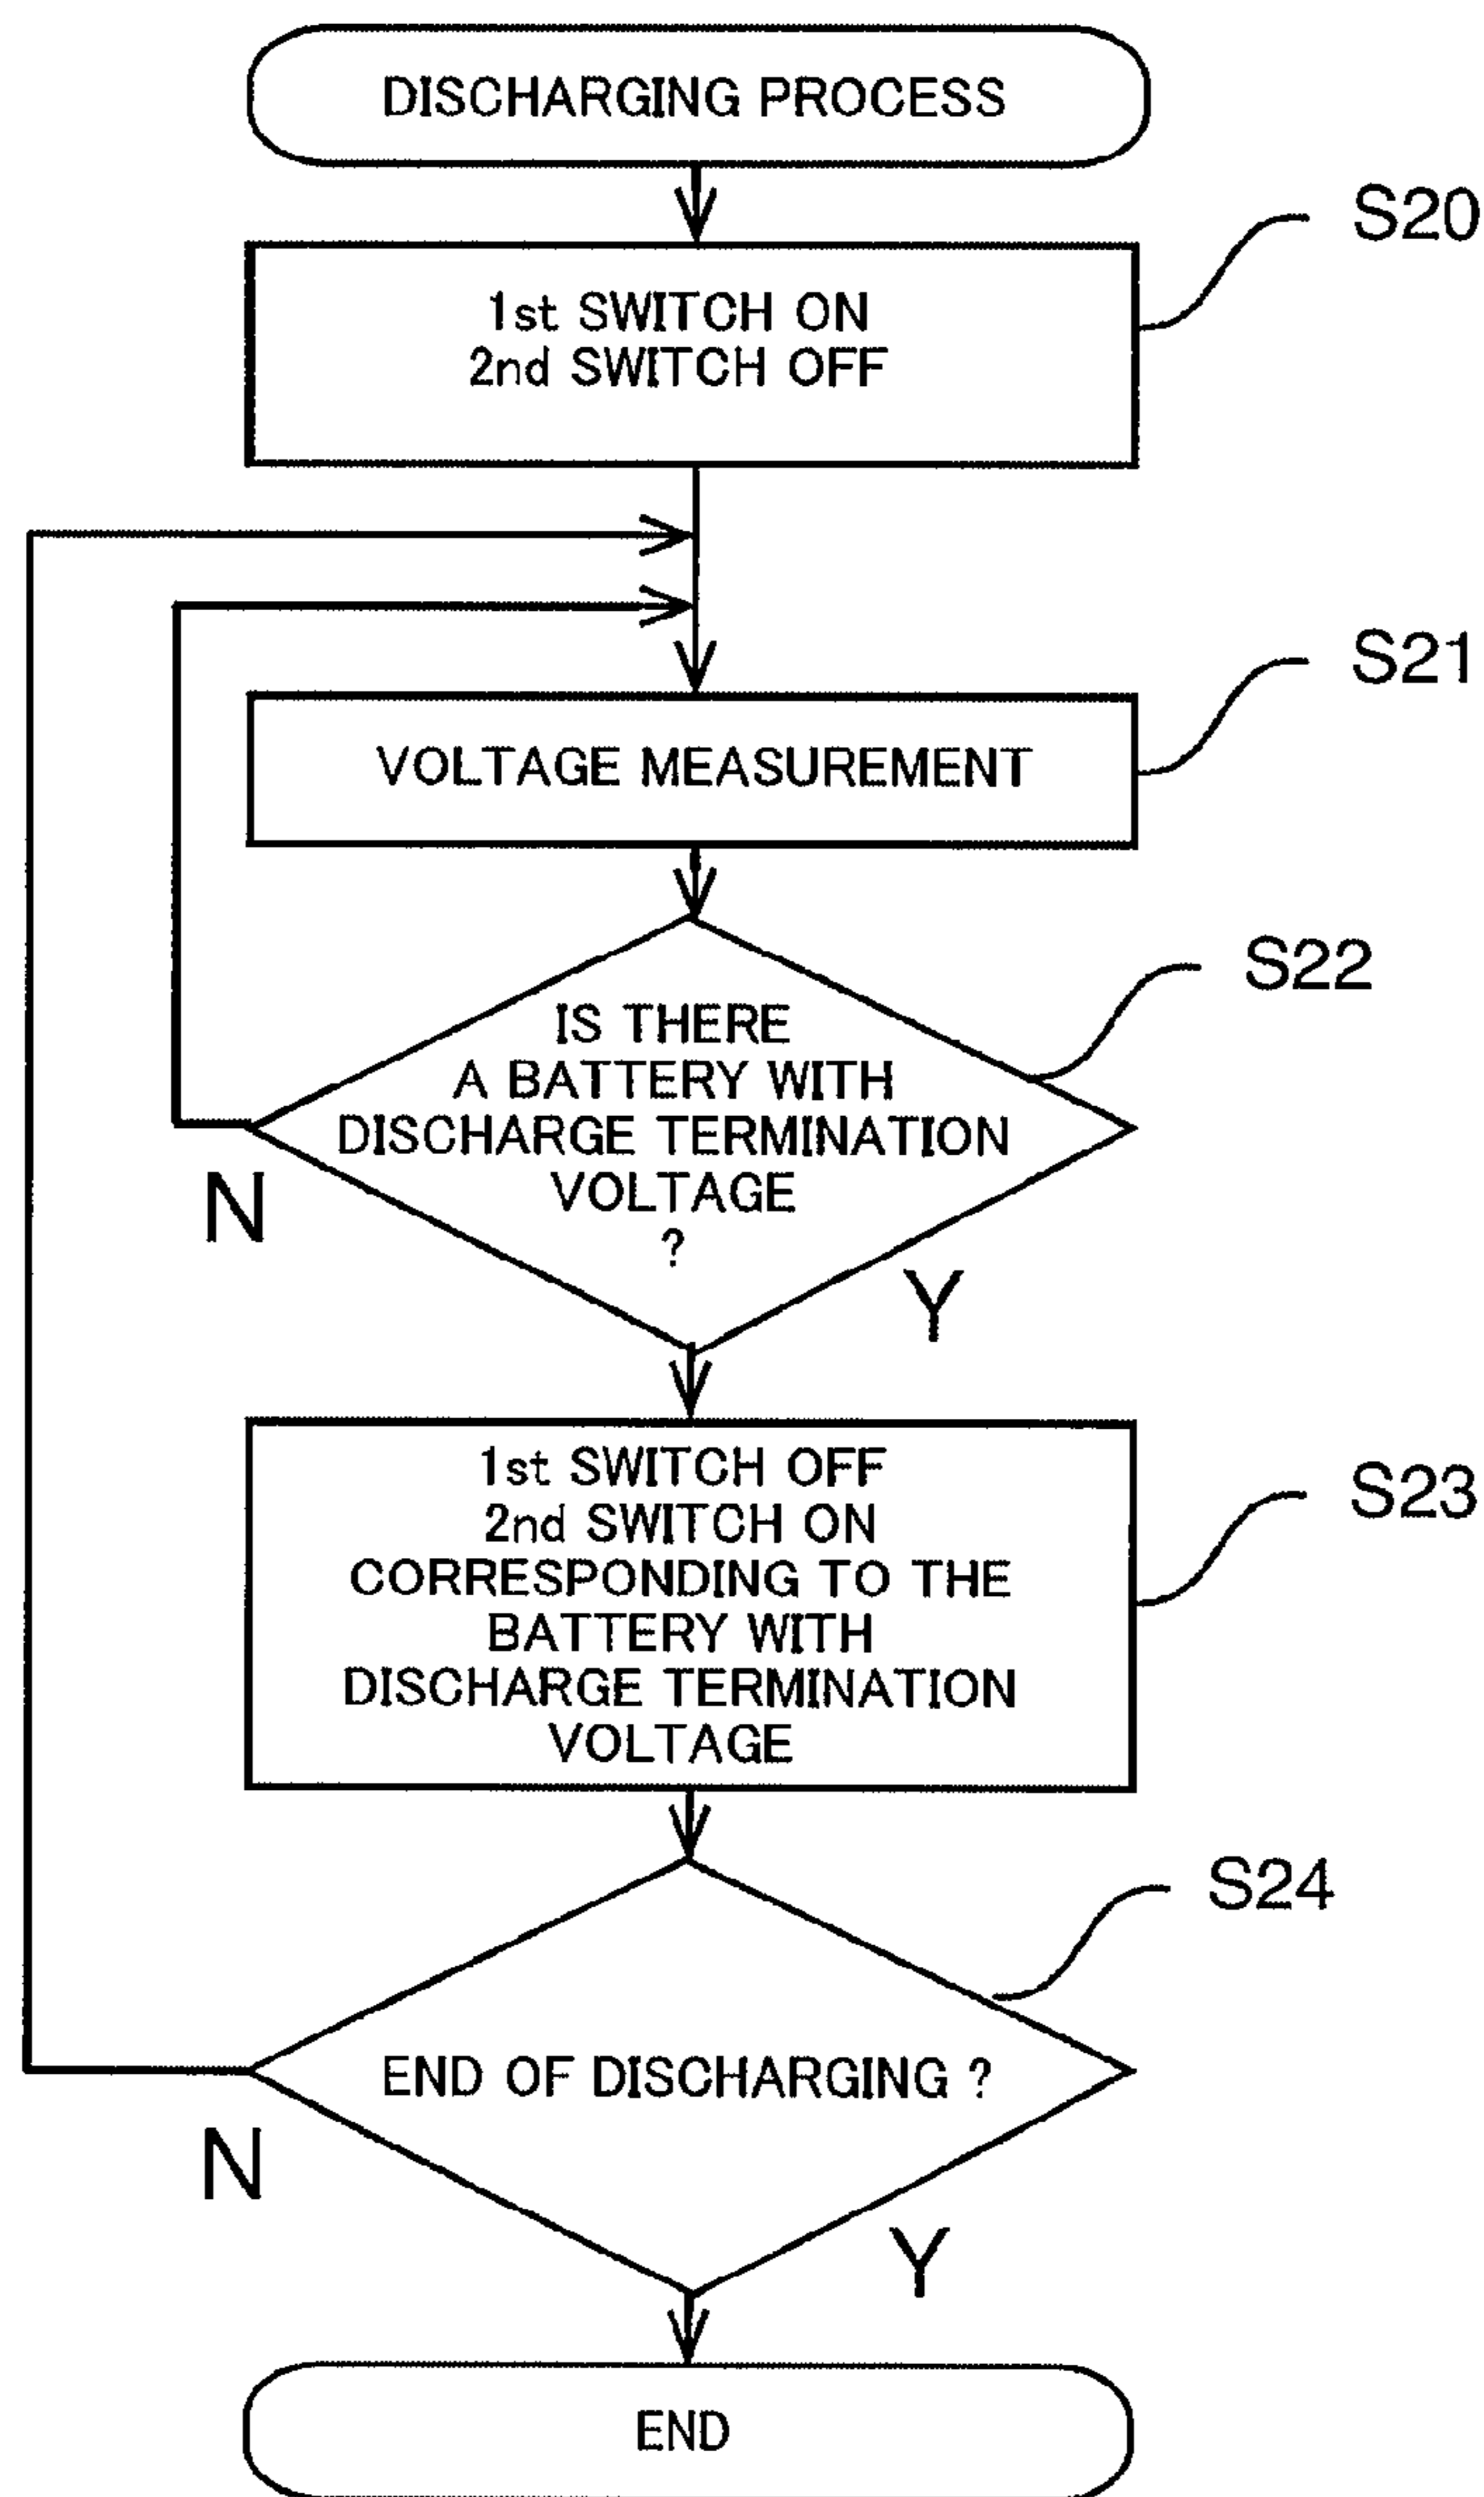 DISCHARGING PROCESS
S20
1st SWITCH ON
2nd SWITCH OFF
S21
VOLTAGE MEASUREMENT
S22
IS THERE
A BATTERY WITH
DISCHARGE TERMINATION
VOLTAGE
?
N
Y
1st SWITCH OFF
2nd SWITCH ON
CORRESPONDING TO THE
BATTERY WITH
DISCHARGE TERMINATION
VOLTAGE
S23
S24
END OF DISCHARGING ?
N
Y
END